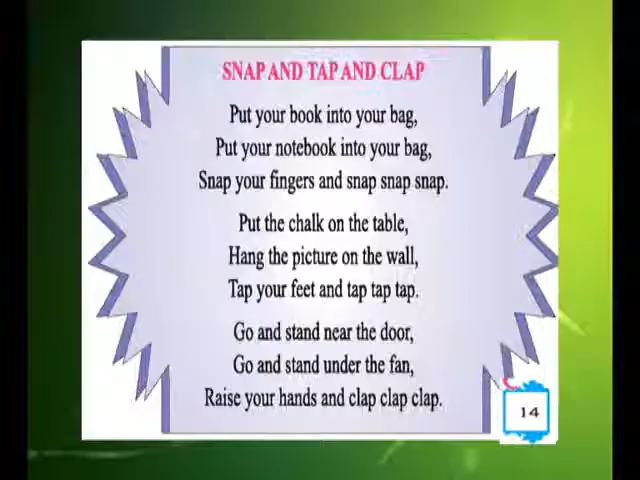 SNAP AND TAP AND CLAP
Put your book into your bag,
Put your notebook into your bag,
Snap your fingers and snap snap snap.
Put the chalk on the table,
Hang the picture on the wall,
Tap your feet and tap tap tap.
Go and stand near the door,
Go and stand under the fan,
Raise your hands and clap clap clap.
14